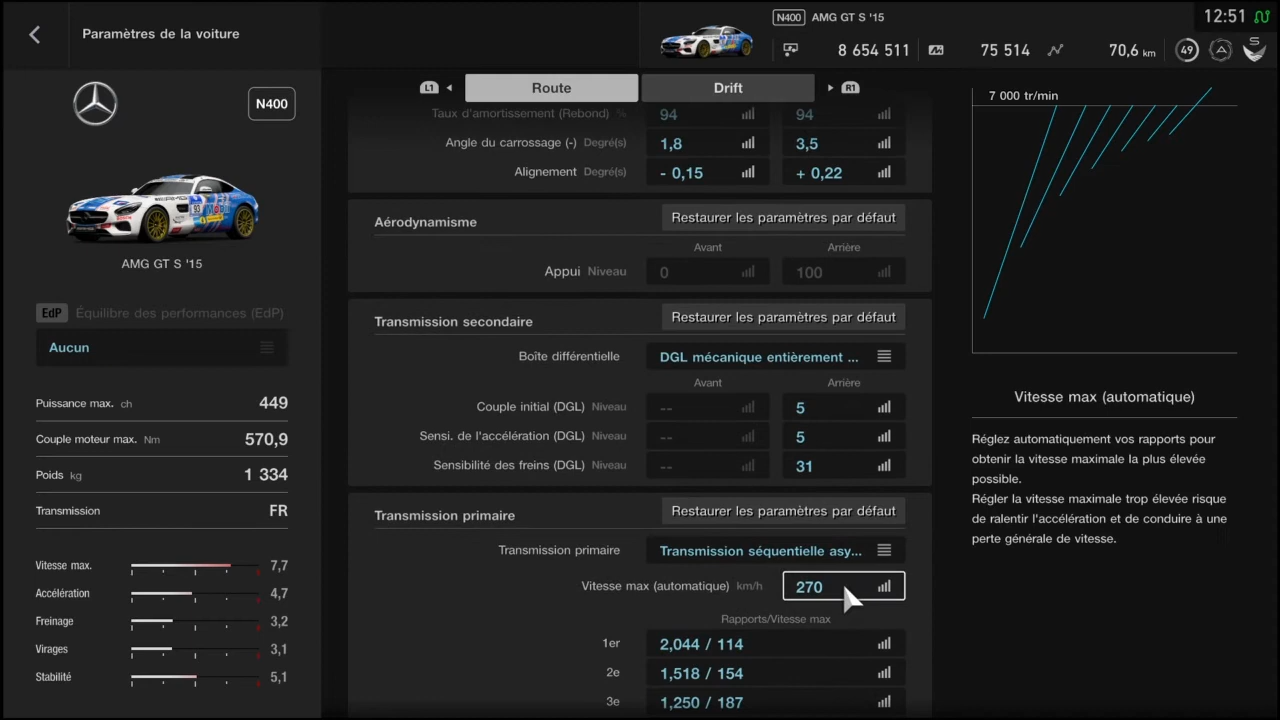 Paramètres de la voiture
N400 AMG GT S '15
12:51
8 654 511
75 514
70,6 km
49
S
N400
AMG GT S '15
EdP Équilibre des performances (EdP)
Aucun
Puissance max. ch 449
Couple moteur max. Nm 570,9
Poids kg 1 334
Transmission FR
Vitesse max. 7,7
Accélération 4,7
Freinage 3,2
Virages 3,1
Stabilité 5,1
L1 Route Drift R1
Taux d'amortissement (Rebond) % 94 94
Angle du carrossage (-) Degré(s) 1,8 3,5
Alignement Degré(s) - 0,15 + 0,22
Aérodynamisme Restaurer les paramètres par défaut
Avant Arrière
Appui Niveau 0 100
Transmission secondaire Restaurer les paramètres par défaut
Boîte différentielle DGL mécanique entièrement ...
Avant Arrière
Couple initial (DGL) Niveau -- 5
Sensi. de l'accélération (DGL) Niveau -- 5
Sensibilité des freins (DGL) Niveau -- 31
Transmission primaire Restaurer les paramètres par défaut
Transmission primaire Transmission séquentielle asy...
Vitesse max (automatique) km/h 270
Rapports/Vitesse max
1er 2,044 / 114
2e 1,518 / 154
3e 1,250 / 187
7 000 tr/min
Vitesse max (automatique)
Réglez automatiquement vos rapports pour
obtenir la vitesse maximale la plus élevée
possible.
Régler la vitesse maximale trop élevée risque
de ralentir l'accélération et de conduire à une
perte générale de vitesse.